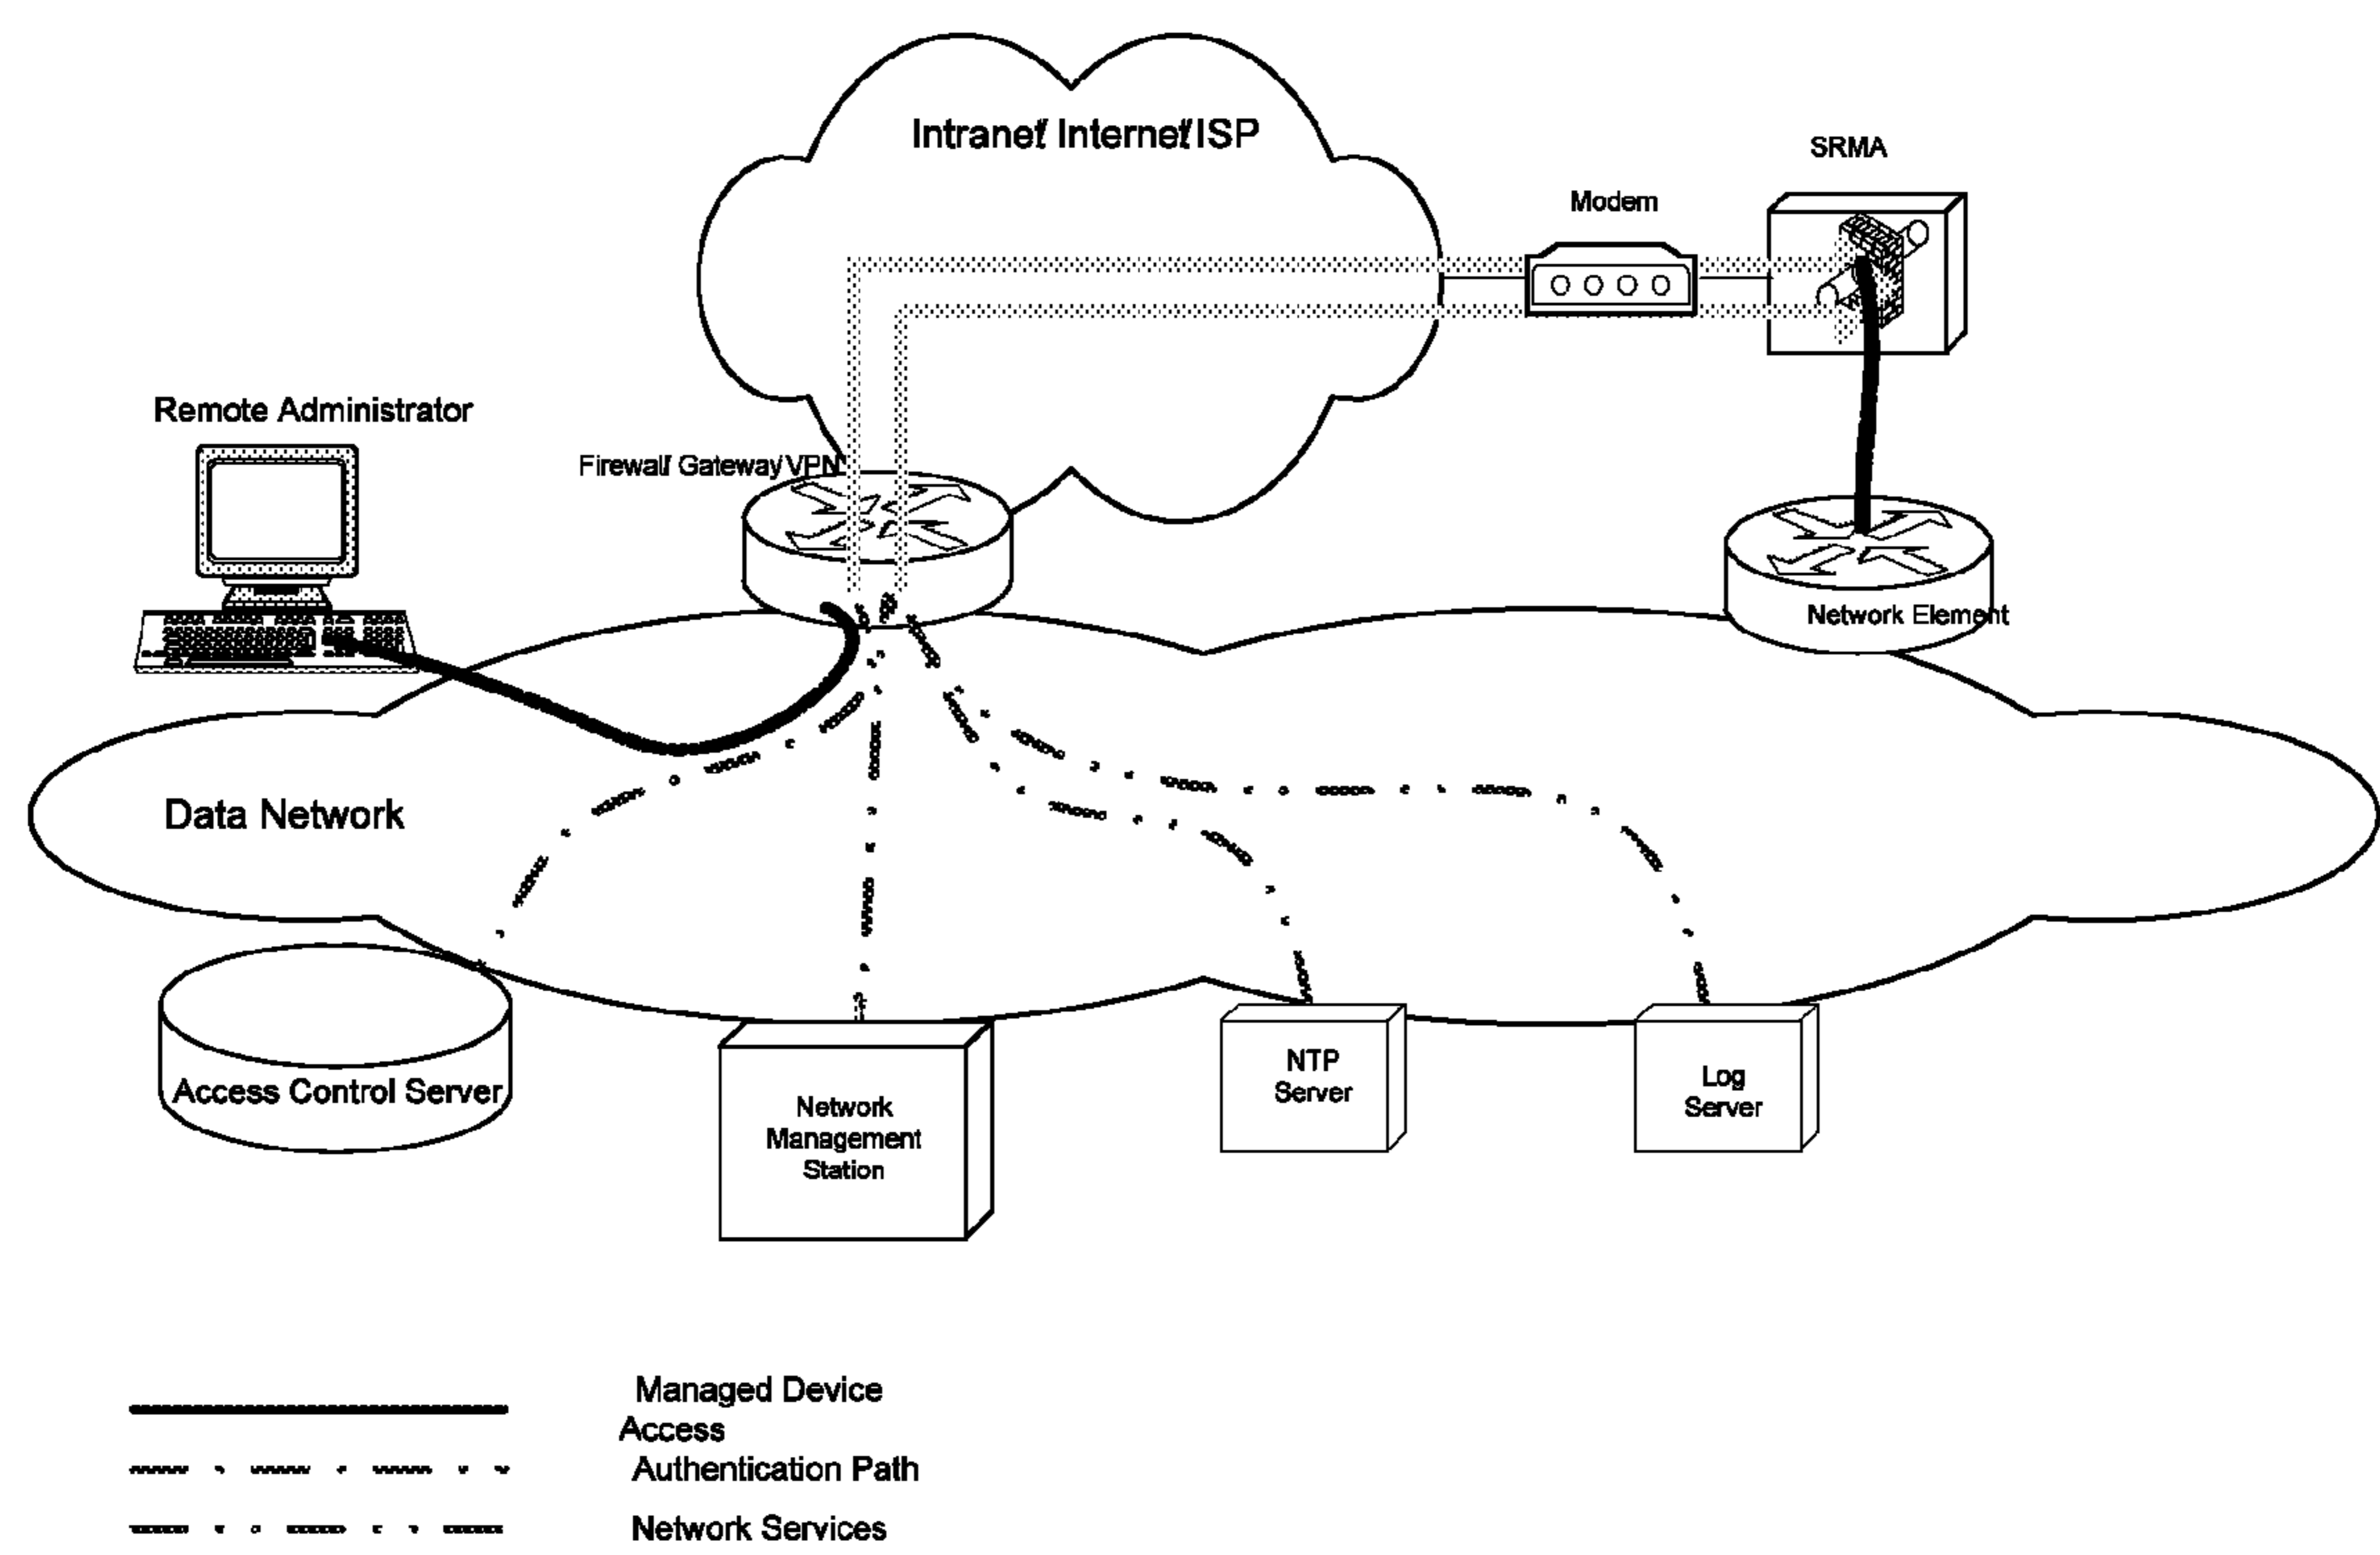 Intranet/ Internet/ISP
SRMA
Modem
Remote Administrator
Firewall/ Gateway/VPN
Network Element
Data Network
Access Control Server
Network
Management
Station
NTP
Server
Log
Server
Managed Device
Access
Authentication Path
Network Services